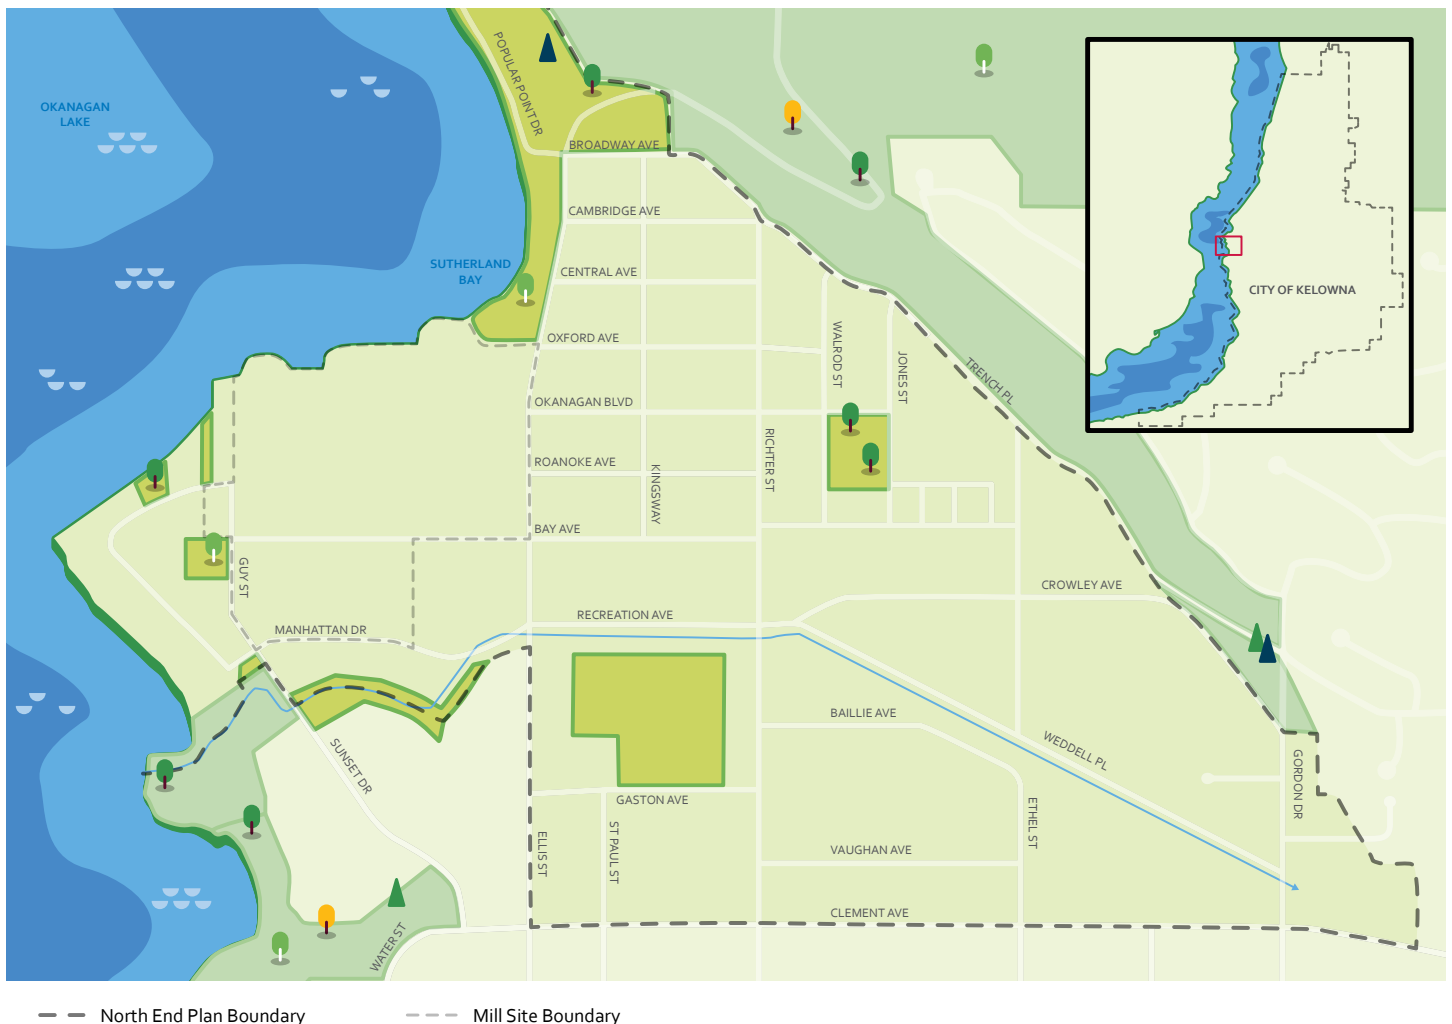 POPULAR POINT DR
OKANAGAN
LAKE
BROADWAY AVE
CAMBRIDGE AVE
SUTHERLAND
BAY
CENTRAL AVE
CITY OF KELOWNA
OXFORD AVE
WALROD ST
JONES ST
TRENCH PL
OKANAGAN BLVD
RICHTER ST
ROANOKE AVE
KINGSWAY
BAY AVE
GUY ST
CROWLEY AVE
RECREATION AVE
MANHATTAN DR
BAILLIE AVE
SUNSET DR
WEDDELL PL
GORDON DR
GASTON AVE
ETHEL ST
ELLIS ST
ST PAUL ST
VAUGHAN AVE
CLEMENT AVE
WATER ST
North End Plan Boundary
Mill Site Boundary